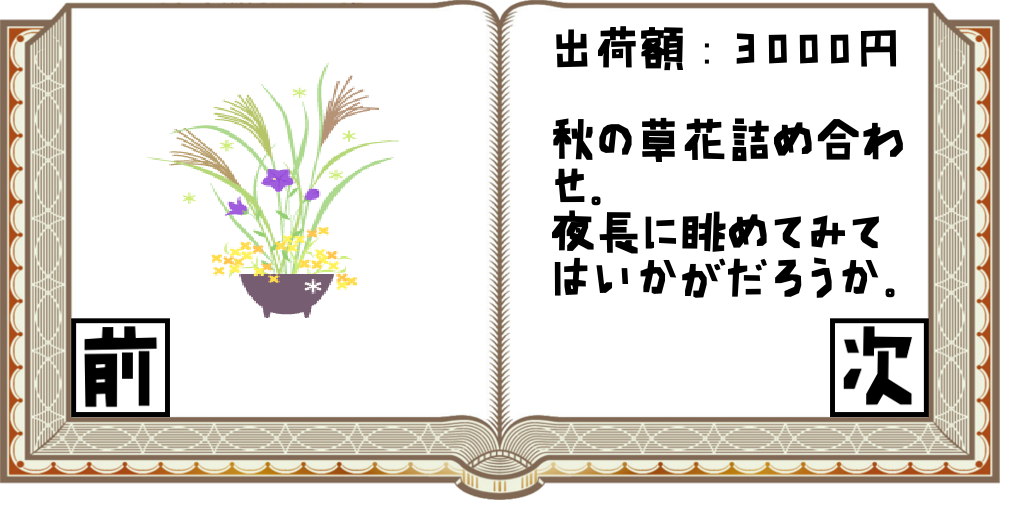 出荷額：３０００円
秋の草花詰め合わ
せ。
夜長に眺めてみて
はいかがだろうか。
前
次